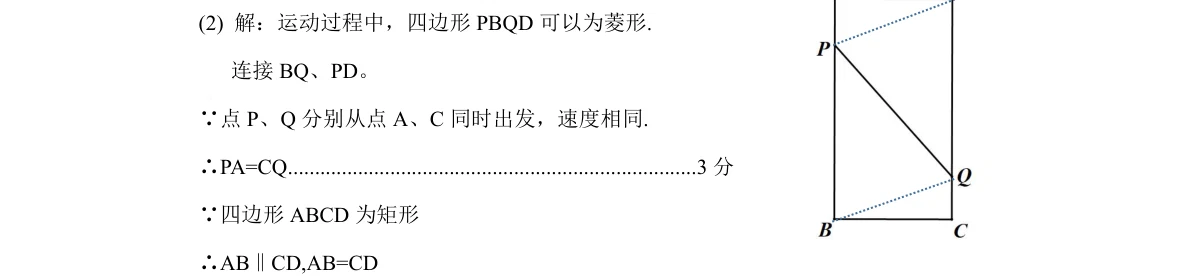 (2) 解：运动过程中，四边形 PBQD 可以为菱形.
连接 BQ、PD。
∵点 P、Q 分别从点 A、C 同时出发，速度相同.
∴PA=CQ............................................................................3 分
∵四边形 ABCD 为矩形
∴AB∥CD,AB=CD
P
Q
B
C